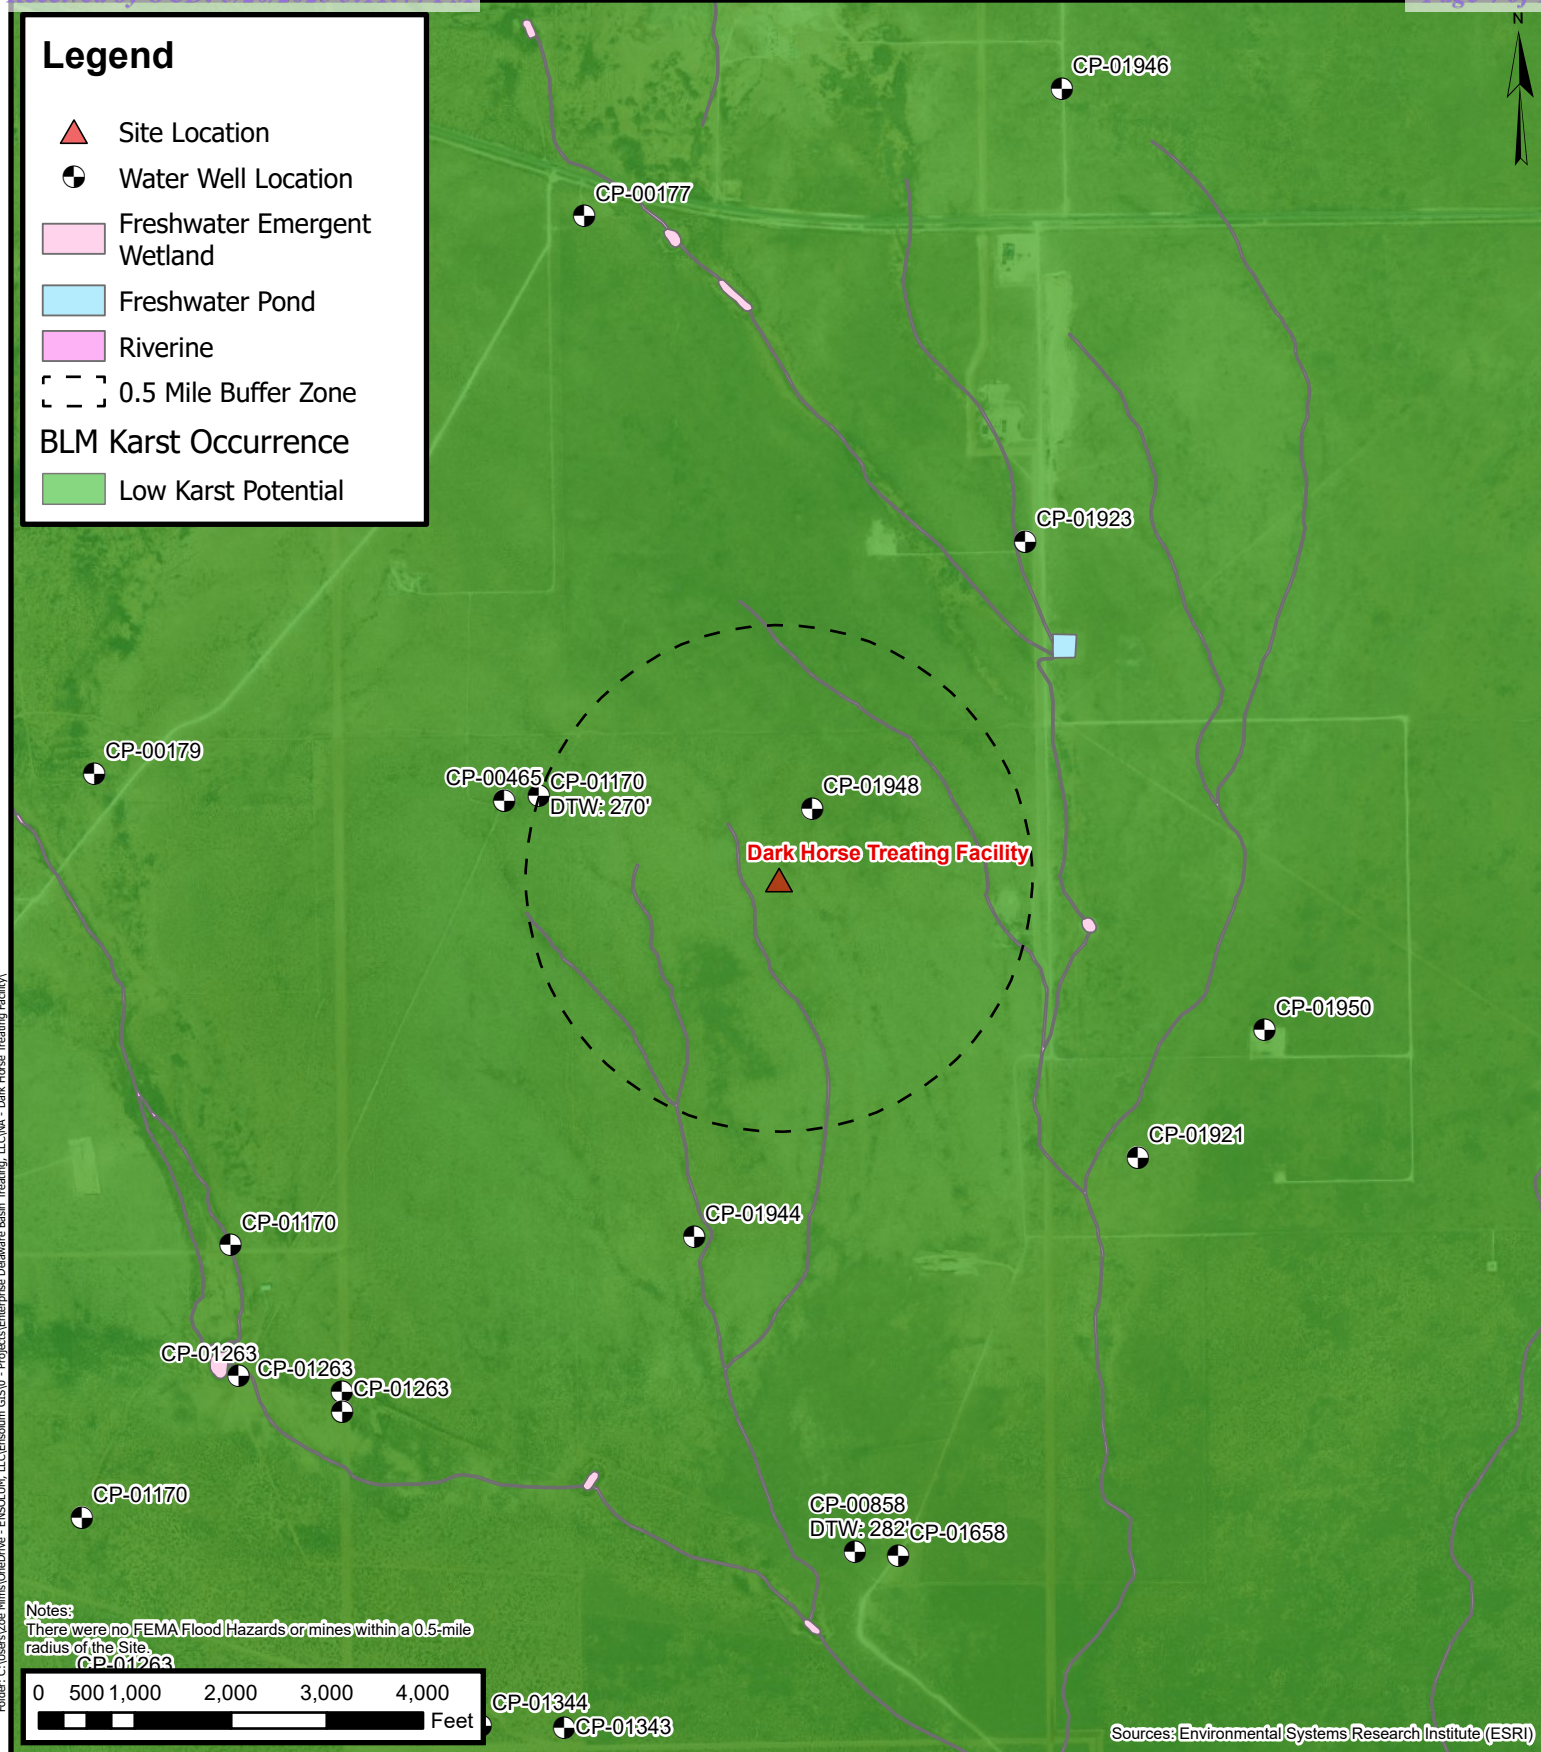 Legend
Site Location
Water Well Location
Freshwater Emergent
Wetland
Freshwater Pond
Riverine
0.5 Mile Buffer Zone
BLM Karst Occurrence
Low Karst Potential
N
CP-01946
CP-00177
CP-01923
CP-00179
CP-00465
CP-01170
DTW: 270'
CP-01948
Dark Horse Treating Facility
CP-01950
CP-01921
CP-01944
CP-01170
CP-01263
CP-01263
CP-01263
CP-01170
CP-00858
DTW: 282'
CP-01658
Notes:
There were no FEMA Flood Hazards or mines within a 0.5-mile
radius of the Site.
CP-01263
0 500 1,000 2,000 3,000 4,000
Feet
CP-01344
CP-01343
Sources: Environmental Systems Research Institute (ESRI)